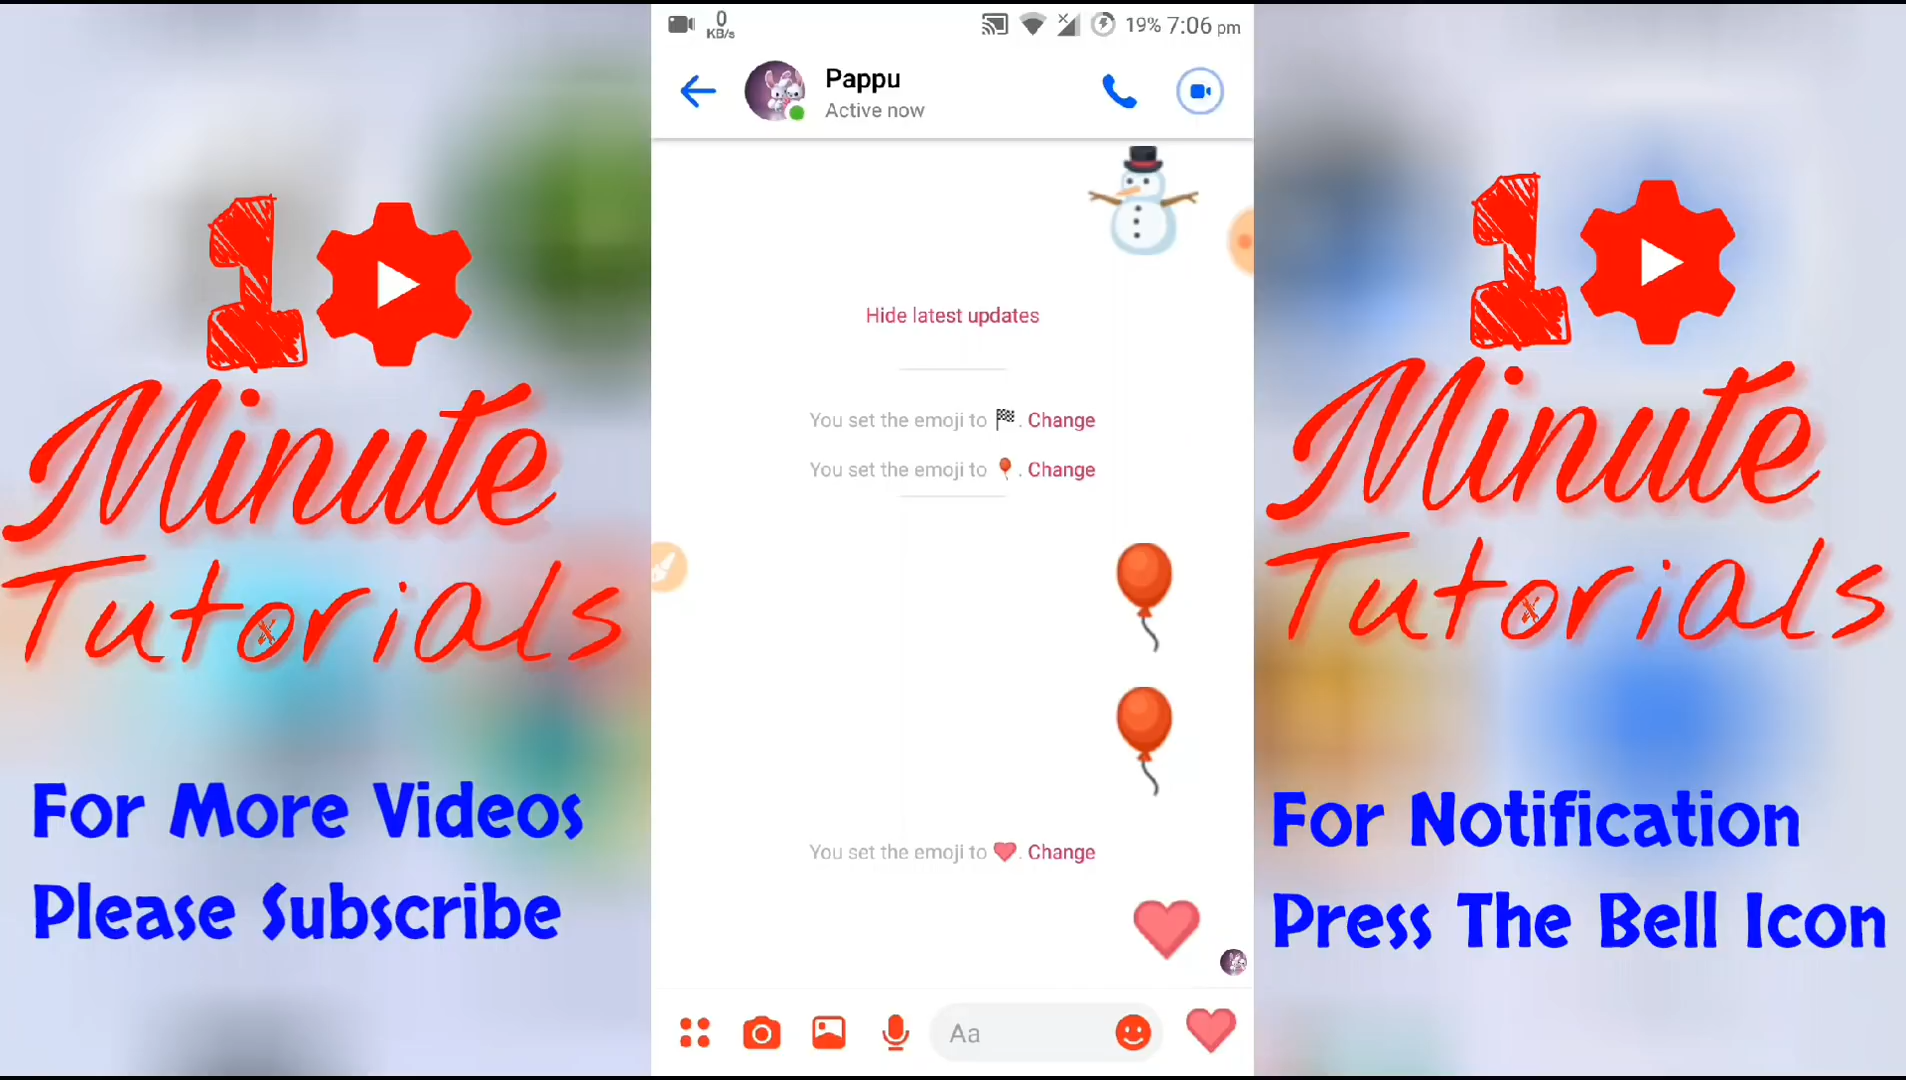 1
Minute
Tutorials
For More Videos
Please Subscribe
0
KB/s
19% 7:06 pm
Pappu
Active now
Hide latest updates
You set the emoji to 🏁. Change
You set the emoji to 🎈. Change
You set the emoji to ❤. Change
Aa
1
Minute
Tutorials
For Notification
Press The Bell Icon